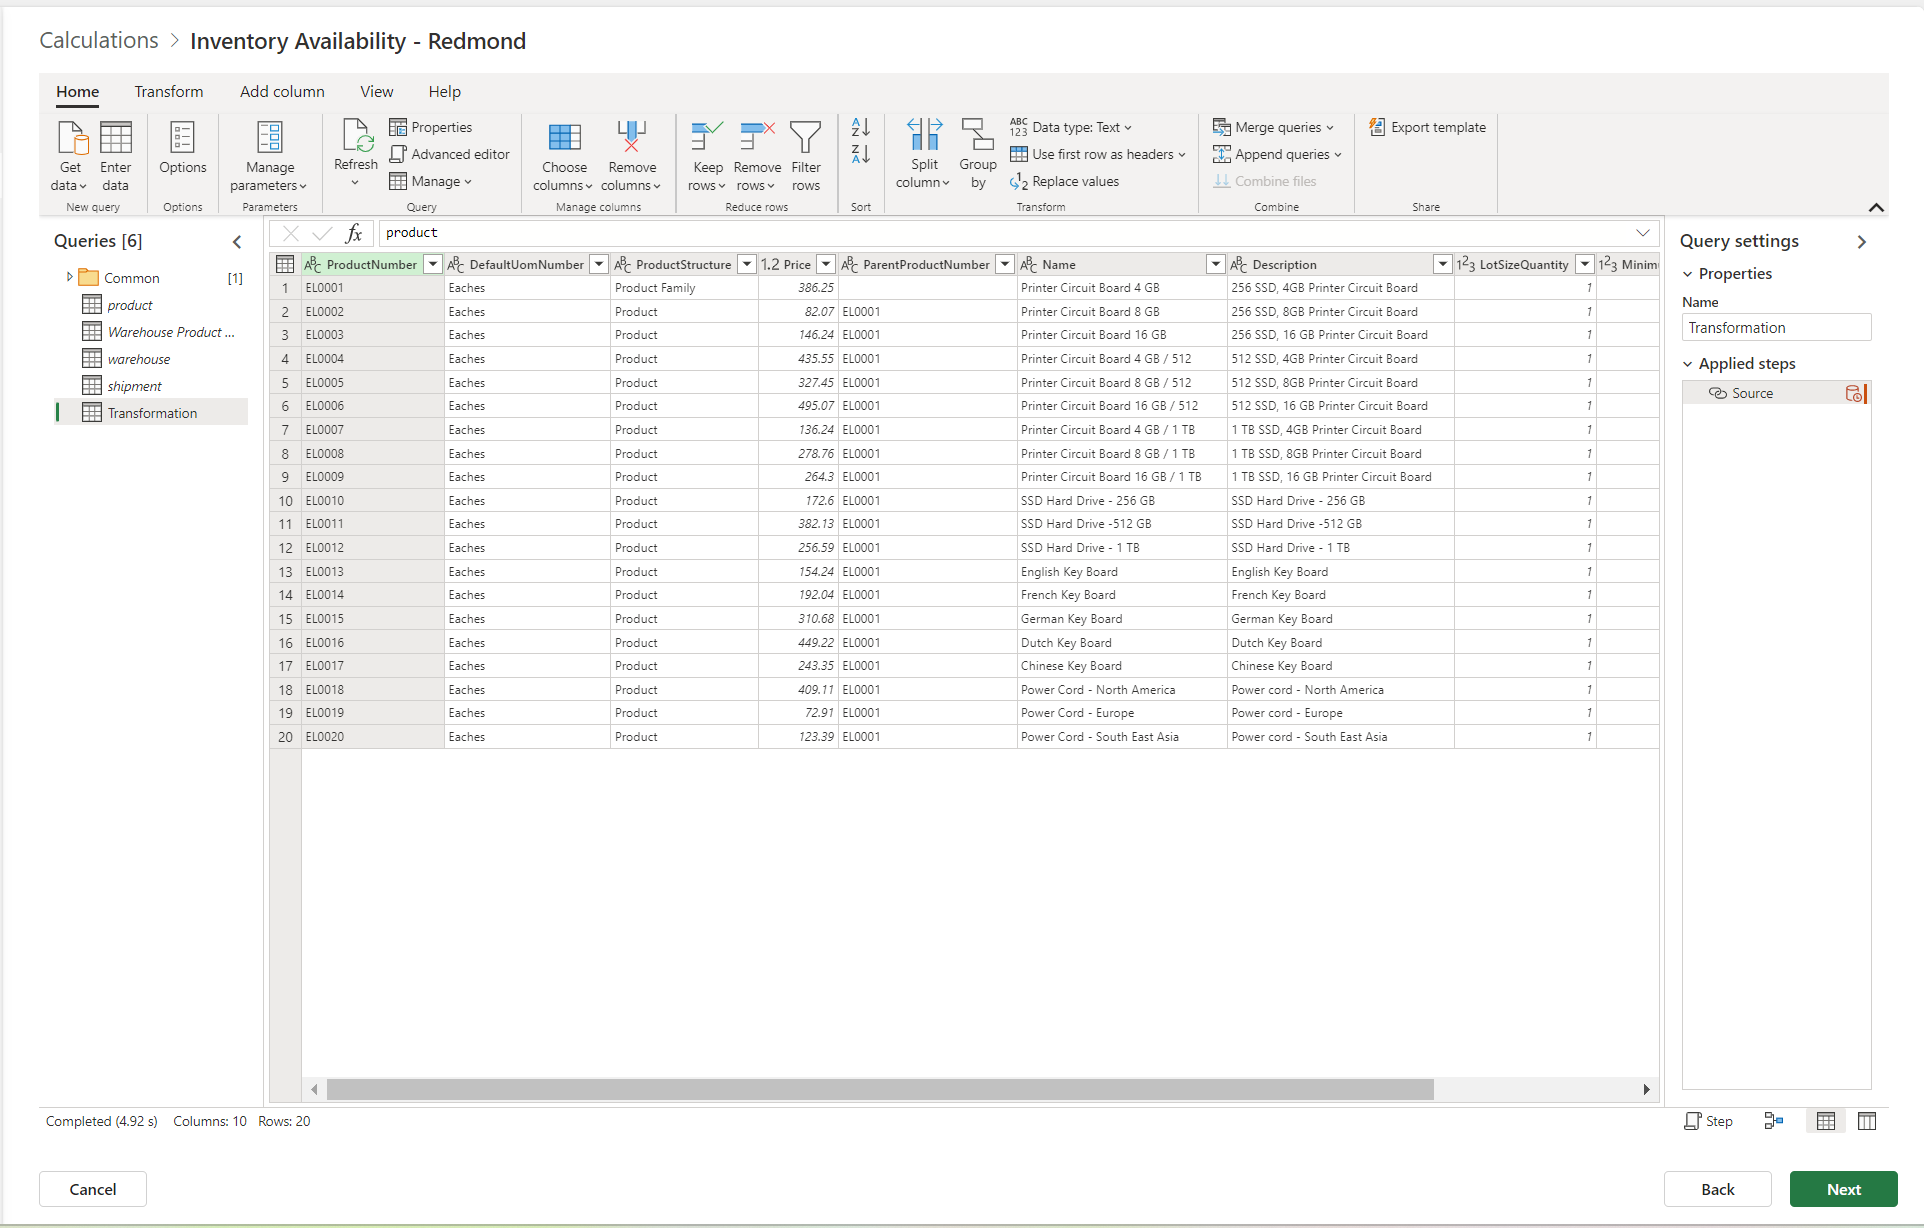 Calculations > Inventory Availability - Redmond
Home Transform Add column View Help
Get data Enter data Options Manage parameters Refresh Properties Advanced editor Manage Choose columns Remove columns Keep rows Remove rows Filter rows Split column Group by Data type: Text Use first row as headers Replace values Merge queries Append queries Combine files Export template
New query Options Parameters Query Manage columns Reduce rows Sort Transform Combine Share
Queries [6]
Common [1]
product
Warehouse Product ...
warehouse
shipment
Transformation
fx product
ProductNumber DefaultUomNumber ProductStructure 1.2 Price ParentProductNumber Name Description 123 LotSizeQuantity 123 Minim
1 EL0001 Eaches Product Family 386.25 Printer Circuit Board 4 GB 256 SSD, 4GB Printer Circuit Board 1
2 EL0002 Eaches Product 82.07 EL0001 Printer Circuit Board 8 GB 256 SSD, 8GB Printer Circuit Board 1
3 EL0003 Eaches Product 146.24 EL0001 Printer Circuit Board 16 GB 256 SSD, 16 GB Printer Circuit Board 1
4 EL0004 Eaches Product 435.55 EL0001 Printer Circuit Board 4 GB / 512 512 SSD, 4GB Printer Circuit Board 1
5 EL0005 Eaches Product 327.45 EL0001 Printer Circuit Board 8 GB / 512 512 SSD, 8GB Printer Circuit Board 1
6 EL0006 Eaches Product 495.07 EL0001 Printer Circuit Board 16 GB / 512 512 SSD, 16 GB Printer Circuit Board 1
7 EL0007 Eaches Product 136.24 EL0001 Printer Circuit Board 4 GB / 1 TB 1 TB SSD, 4GB Printer Circuit Board 1
8 EL0008 Eaches Product 278.76 EL0001 Printer Circuit Board 8 GB / 1 TB 1 TB SSD, 8GB Printer Circuit Board 1
9 EL0009 Eaches Product 264.3 EL0001 Printer Circuit Board 16 GB / 1 TB 1 TB SSD, 16 GB Printer Circuit Board 1
10 EL0010 Eaches Product 172.6 EL0001 SSD Hard Drive - 256 GB SSD Hard Drive - 256 GB 1
11 EL0011 Eaches Product 382.13 EL0001 SSD Hard Drive -512 GB SSD Hard Drive -512 GB 1
12 EL0012 Eaches Product 256.59 EL0001 SSD Hard Drive - 1 TB SSD Hard Drive - 1 TB 1
13 EL0013 Eaches Product 154.24 EL0001 English Key Board English Key Board 1
14 EL0014 Eaches Product 192.04 EL0001 French Key Board French Key Board 1
15 EL0015 Eaches Product 310.68 EL0001 German Key Board German Key Board 1
16 EL0016 Eaches Product 449.22 EL0001 Dutch Key Board Dutch Key Board 1
17 EL0017 Eaches Product 243.35 EL0001 Chinese Key Board Chinese Key Board 1
18 EL0018 Eaches Product 409.11 EL0001 Power Cord - North America Power cord - North America 1
19 EL0019 Eaches Product 72.91 EL0001 Power Cord - Europe Power cord - Europe 1
20 EL0020 Eaches Product 123.39 EL0001 Power Cord - South East Asia Power cord - South East Asia 1
Query settings
Properties
Name
Transformation
Applied steps
Source
Completed (4.92 s) Columns: 10 Rows: 20
Step
Cancel Back Next